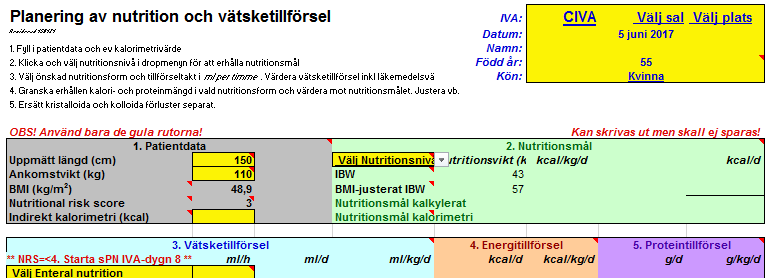 Planering av nutrition och vätsketillförsel
IVA: CIVA Välj sal Välj plats
Datum: 5 juni 2017
Namn:
Född år: 55
Kön: Kvinna
1. Fyll i patientdata och ev kalorimetrivärde
2. Klicka och välj nutritionsnivå i dropmenyn för att erhålla nutritionsmål
3. Välj önskad nutritionsform och tillförseltakt i ml per timme . Värdera vätsketillförsel inkl läkemedelsvä
4. Granska erhållen kalori- och proteinmängd i vald nutritionsform och värdera mot nutritionsmålet. Justera vb.
5. Ersätt kristalloida och kolloida förluster separat.
OBS! Använd bara de gula rutorna! Kan skrivas ut men skall ej sparas!
1. Patientdata 2. Nutritionsmål
Uppmätt längd (cm) 150 Välj Nutritionsniva utritionsvikt (K kcal/kg/d kcal/d
Ankomstvikt (kg) 110 IBW 43
BMI (kg/m²) 48,9 BMI-justerat IBW 57
Nutritional risk score 3 Nutritionsmål kalkylerat
Indirekt kalorimetri (kcal) Nutritionsmål kalorimetri
3. Vätsketillförsel 4. Energitillförsel 5. Proteintillförsel
** NRS=<4. Starta sPN IVA-dygn 8 ** ml/h ml/d ml/kg/d kcal/d kcal/kg/d g/d g/kg/d
Välj Enteral nutrition